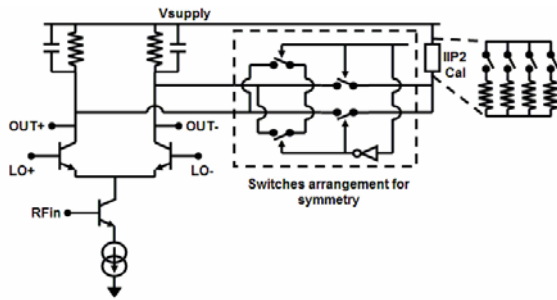 Vsupply
IIP2
Cal
OUT+
OUT-
LO+
LO-
Switches arrangement for
symmetry
RFin